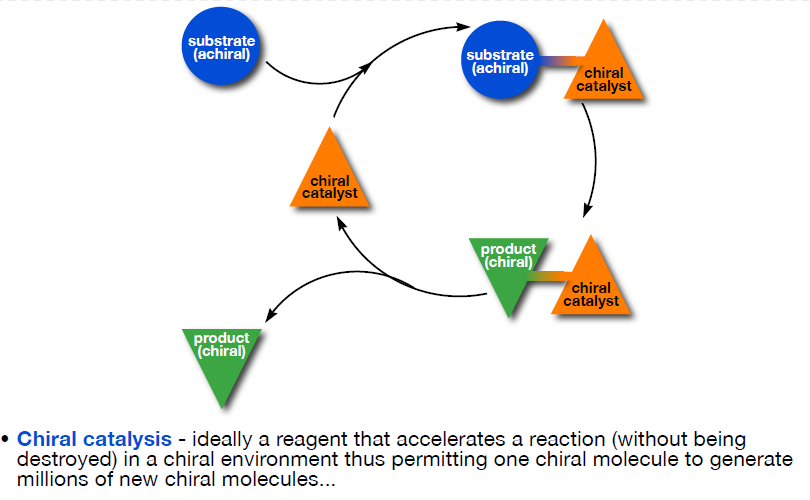 substrate
(achiral)
substrate
(achiral)
chiral
catalyst
chiral
catalyst
product
(chiral)
chiral
catalyst
product
(chiral)
• Chiral catalysis - ideally a reagent that accelerates a reaction (without being
destroyed) in a chiral environment thus permitting one chiral molecule to generate
millions of new chiral molecules...